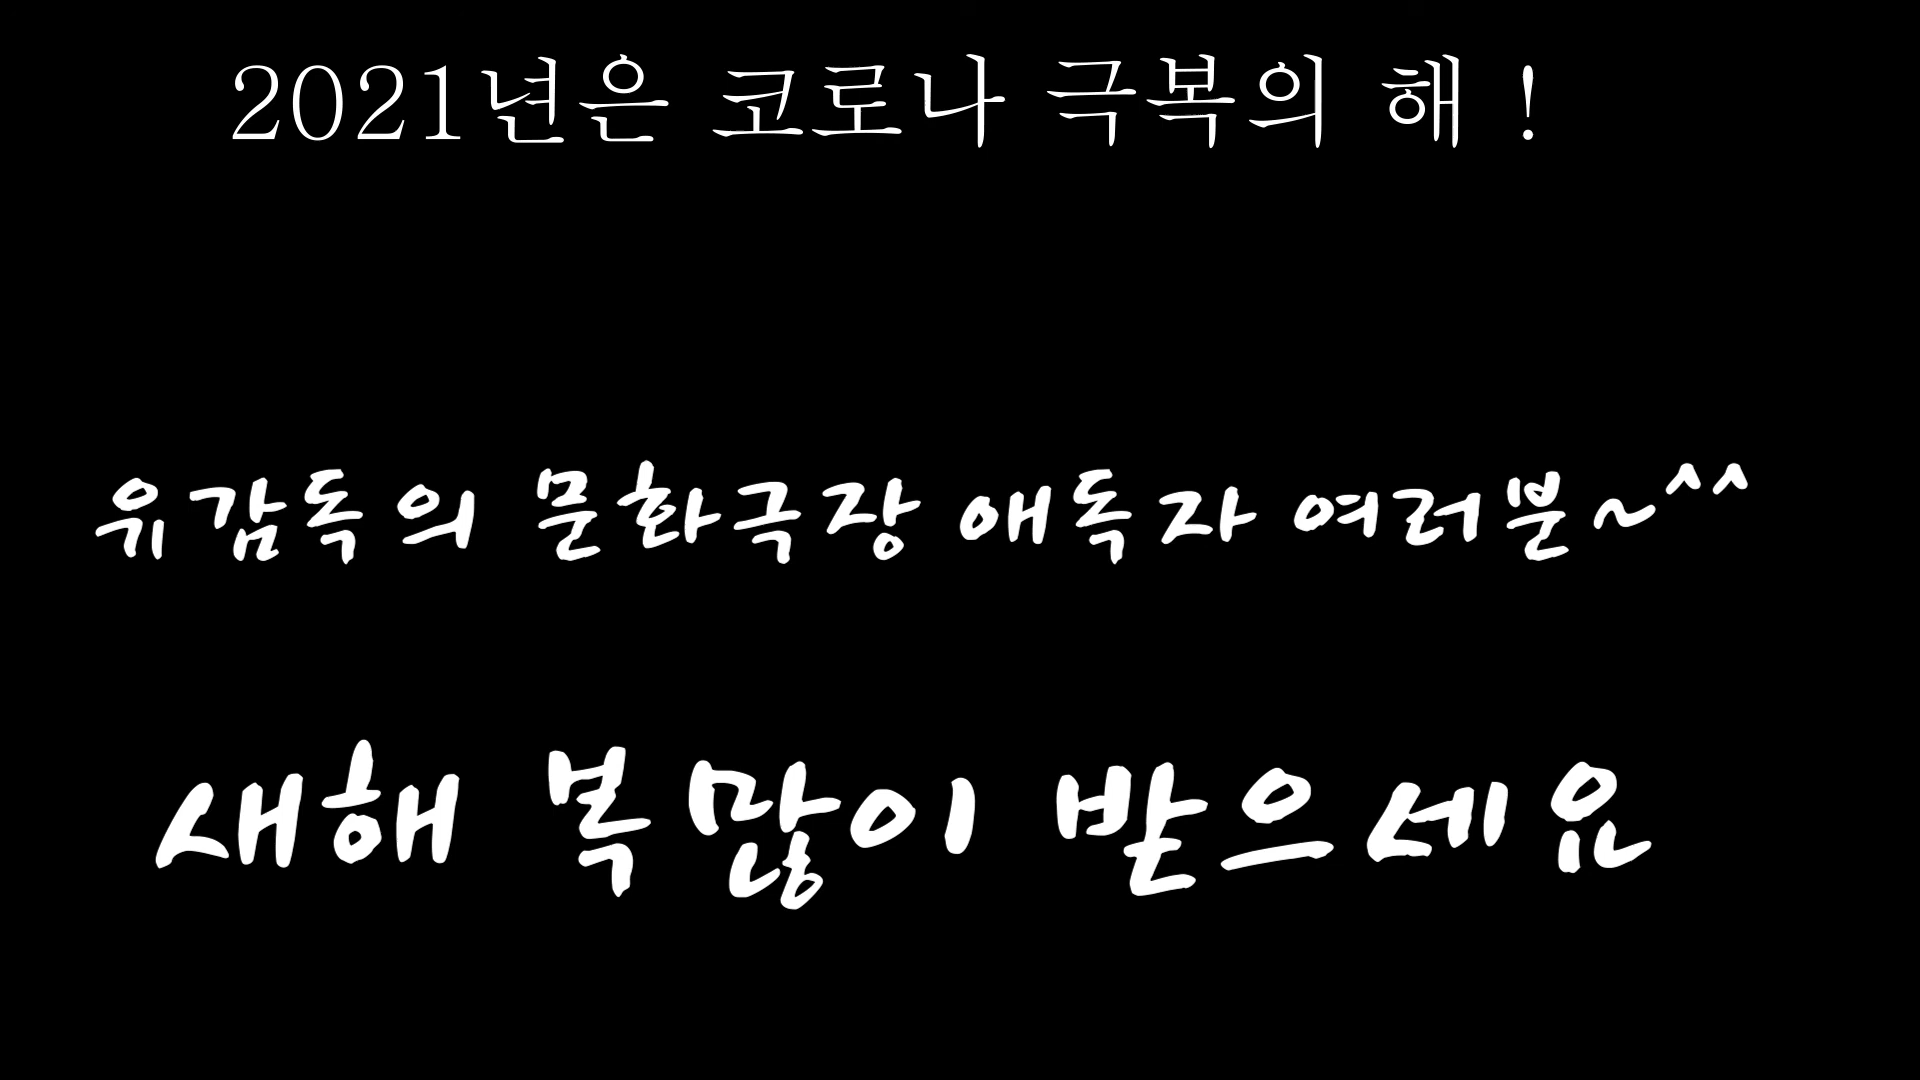 2021년은 코로나 극복의 해 !
유감독의 문화극장 애독자 여러분~^^
새해 복 많이 받으세요